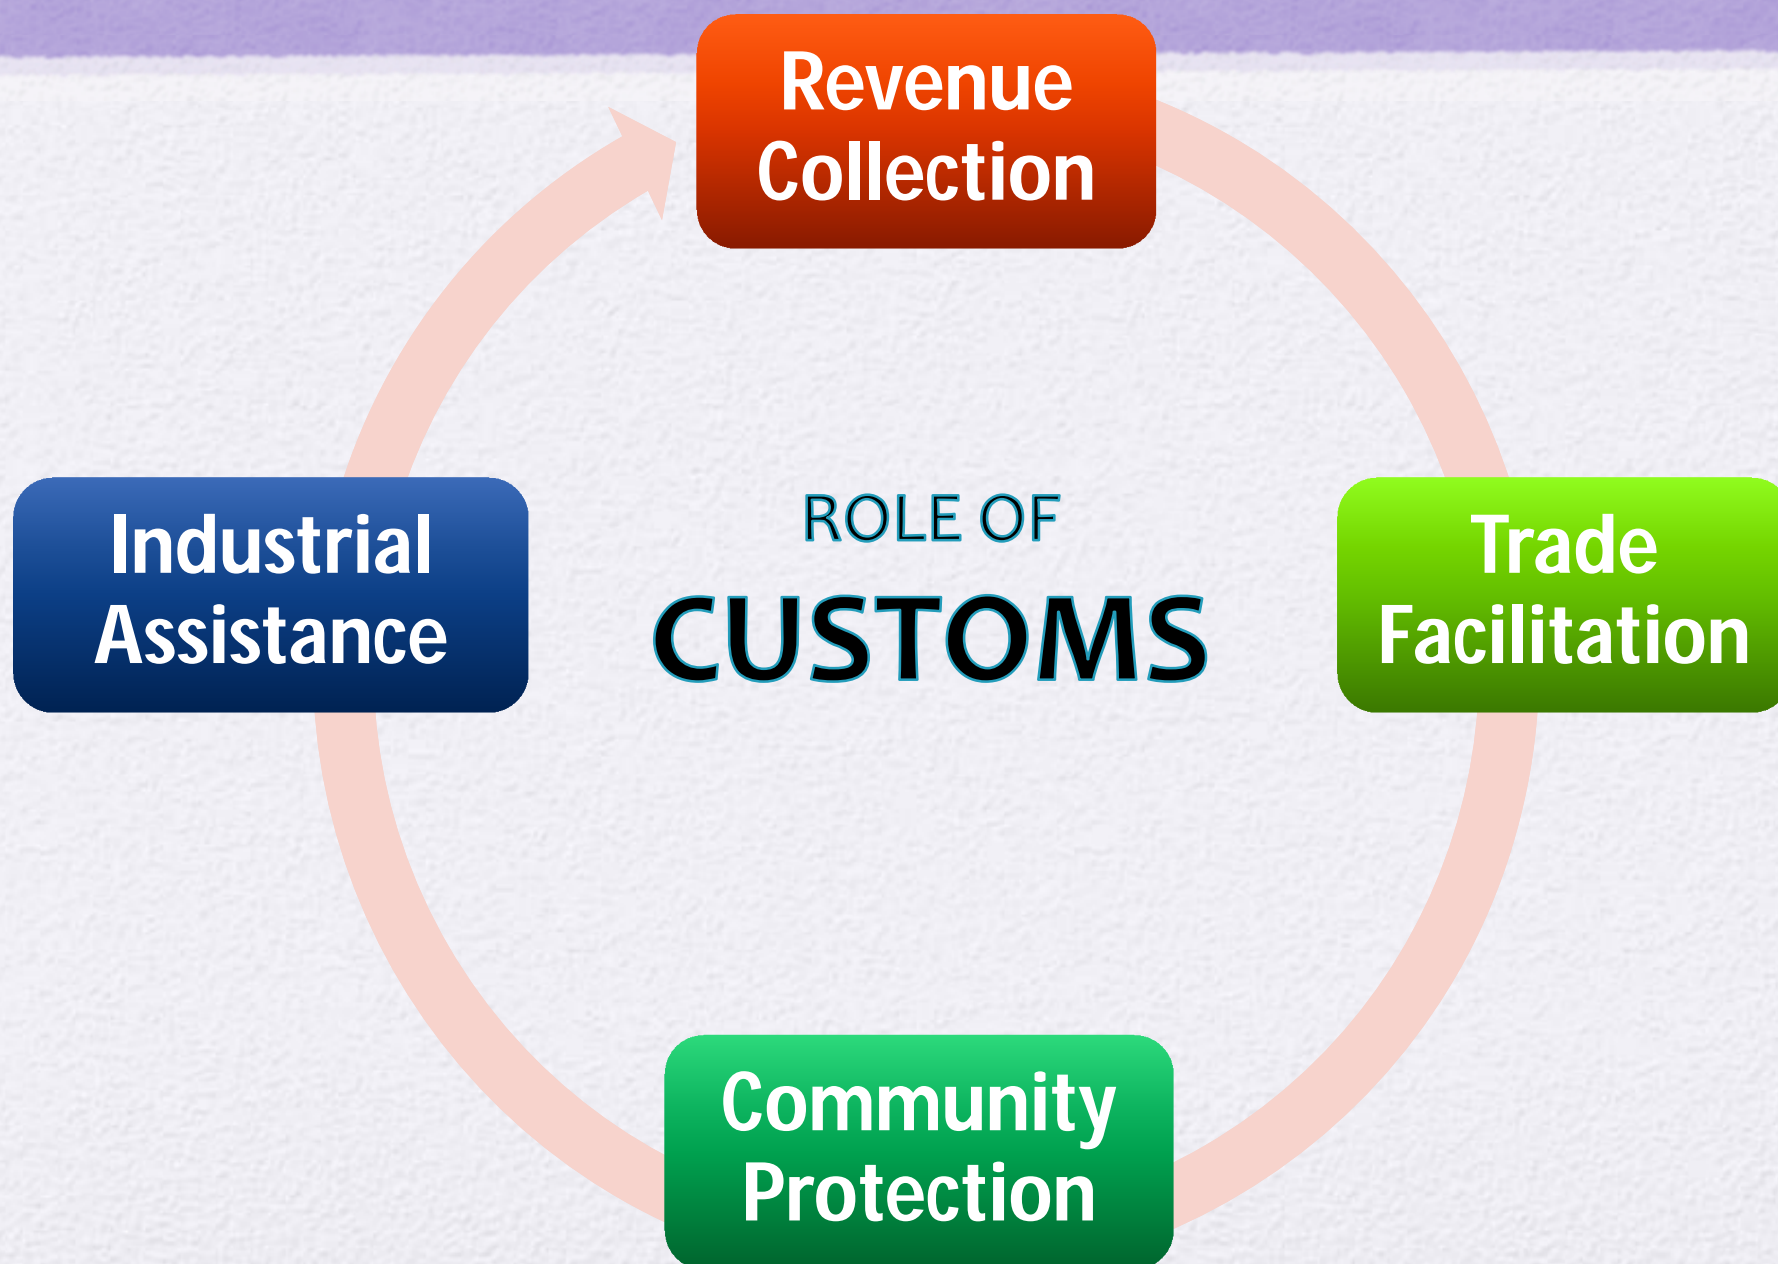 Revenue
Collection
Industrial
Assistance
ROLE OF
CUSTOMS
Trade
Facilitation
Community
Protection